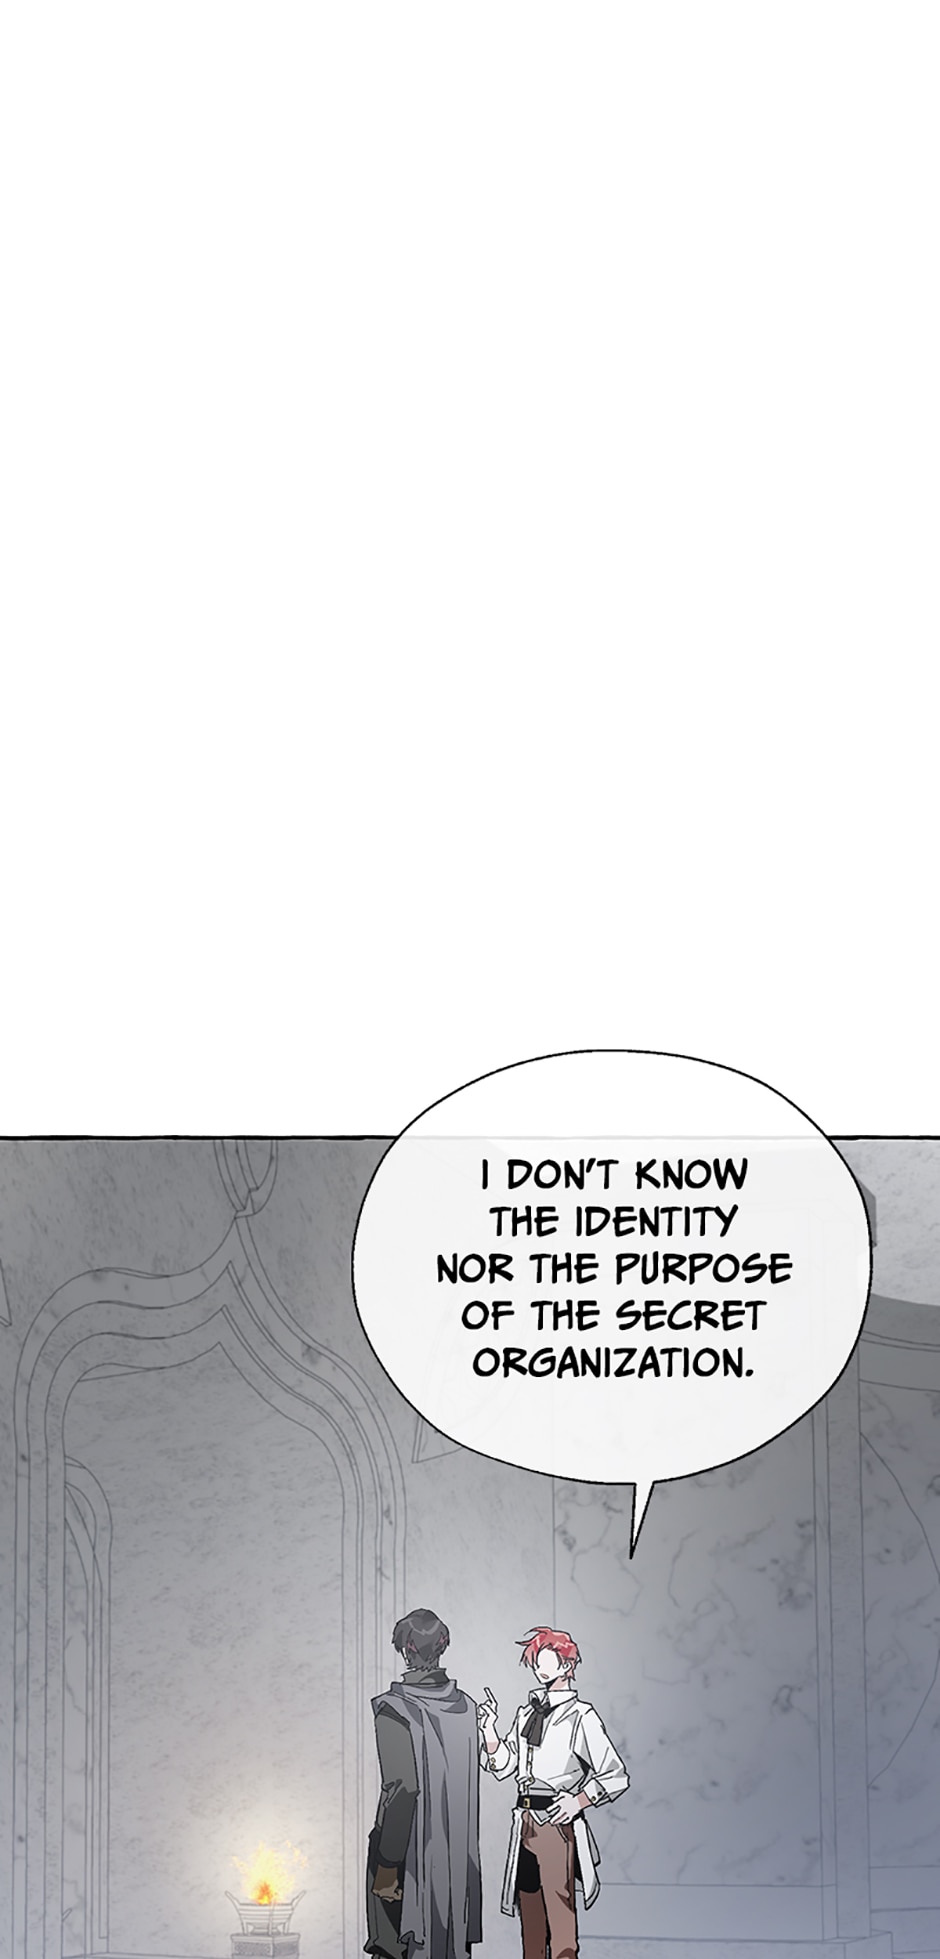 I DON'T KNOW
THE IDENTITY
NOR THE PURPOSE
OF THE SECRET
ORGANIZATION.